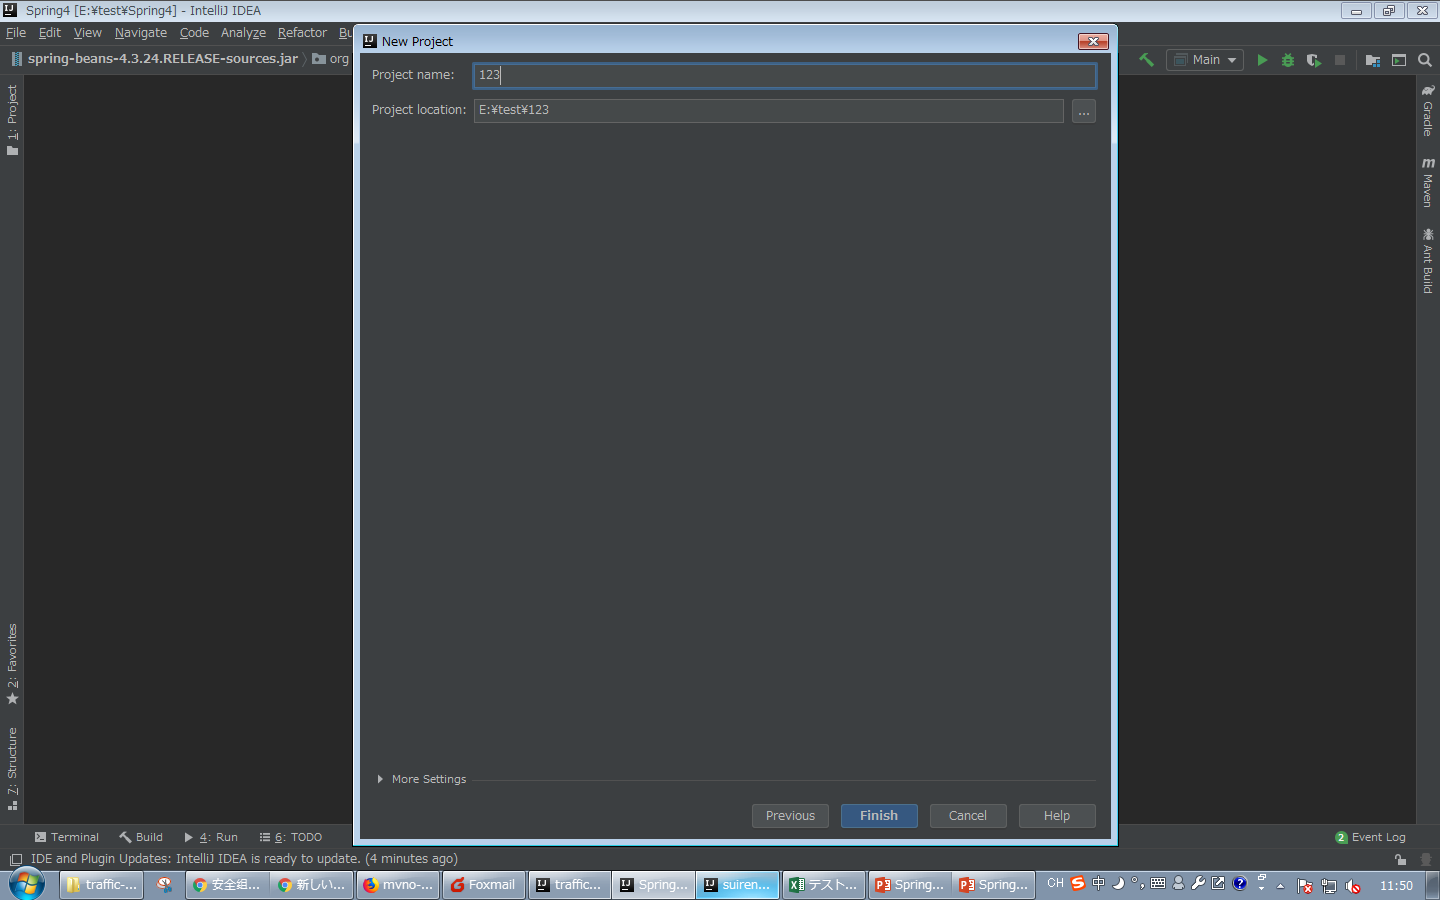 Spring4 [E:¥test¥Spring4] - IntelliJ IDEA
File Edit View Navigate Code Analyze Refactor Bu
New Project
spring-beans-4.3.24.RELEASE-sources.jar org
Main
Project name: 123
Project location: E:¥test¥123
...
1: Project
2: Favorites
7: Structure
Gradle
Maven
Ant Build
More Settings
Previous Finish Cancel Help
Terminal Build 4: Run 6: TODO
2 Event Log
IDE and Plugin Updates: IntelliJ IDEA is ready to update. (4 minutes ago)
traffic-... 安全組... 新しい... mvno-... Foxmail traffic... Spring... suiren... テスト... Spring... Spring... CH 中 11:50